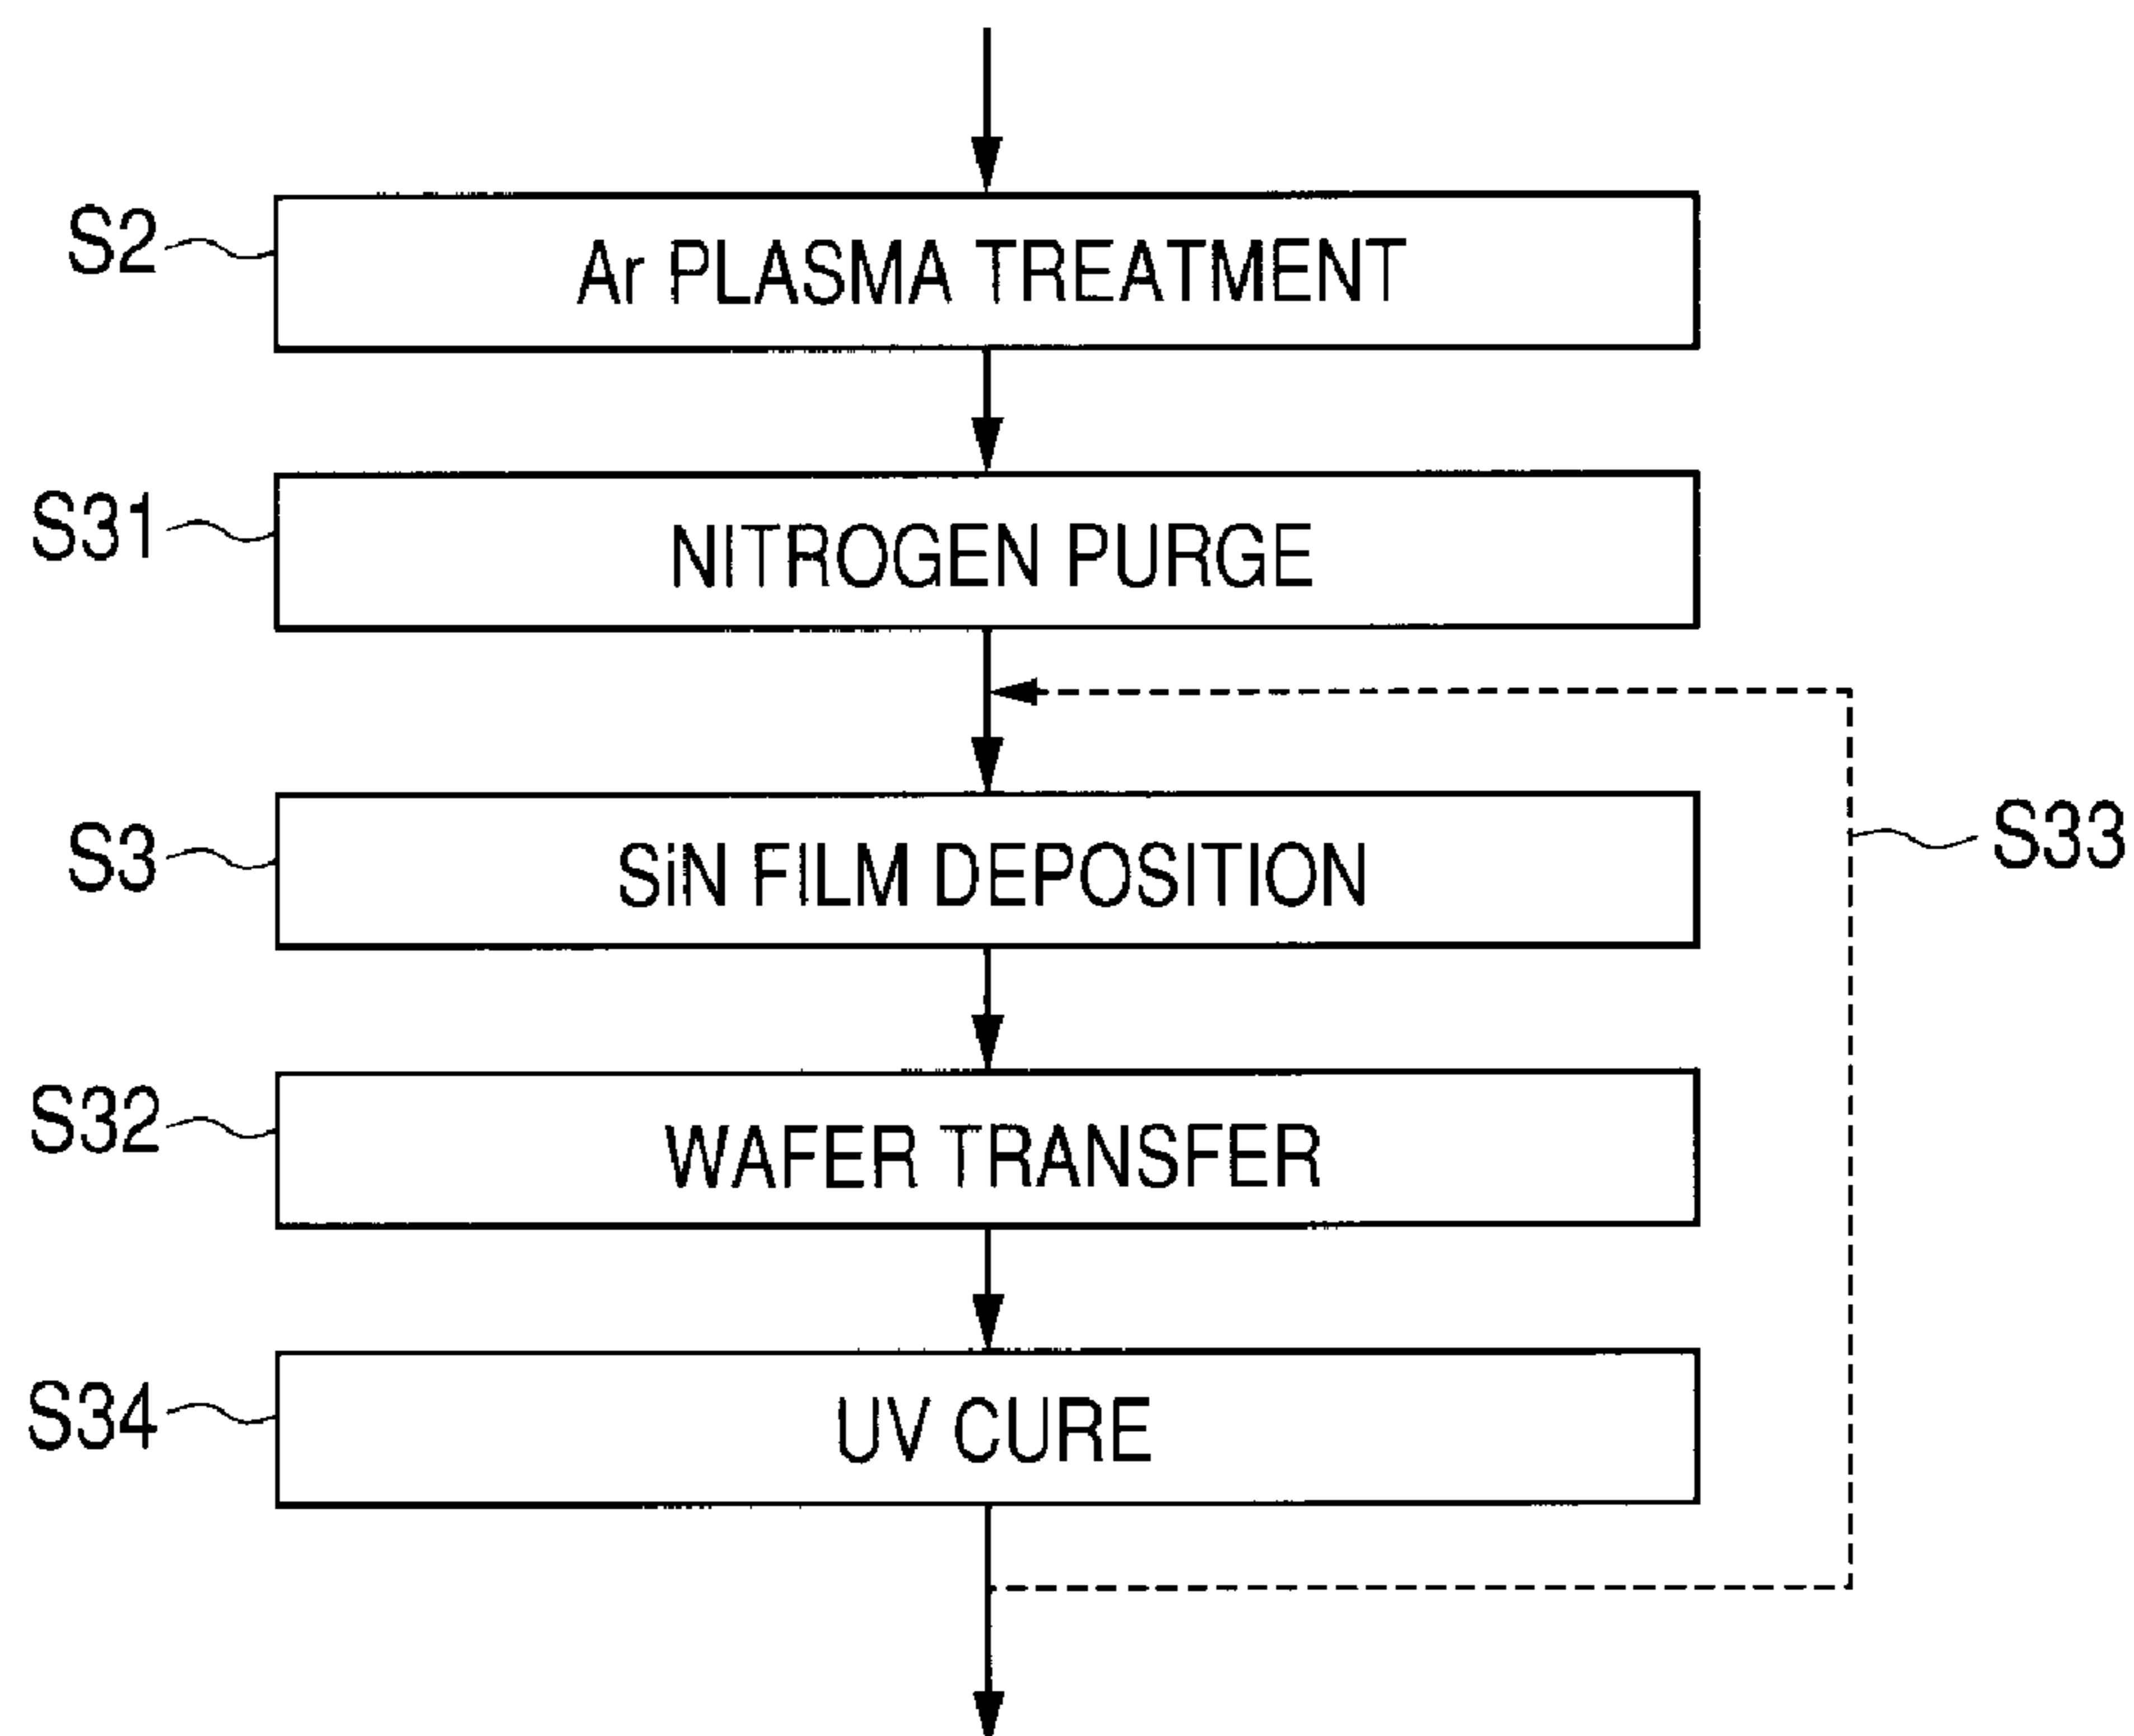 S2
Ar PLASMA TREATMENT
S31
NITROGEN PURGE
S3
SiN FILM DEPOSITION
S33
S32
WAFER TRANSFER
S34
UV CURE